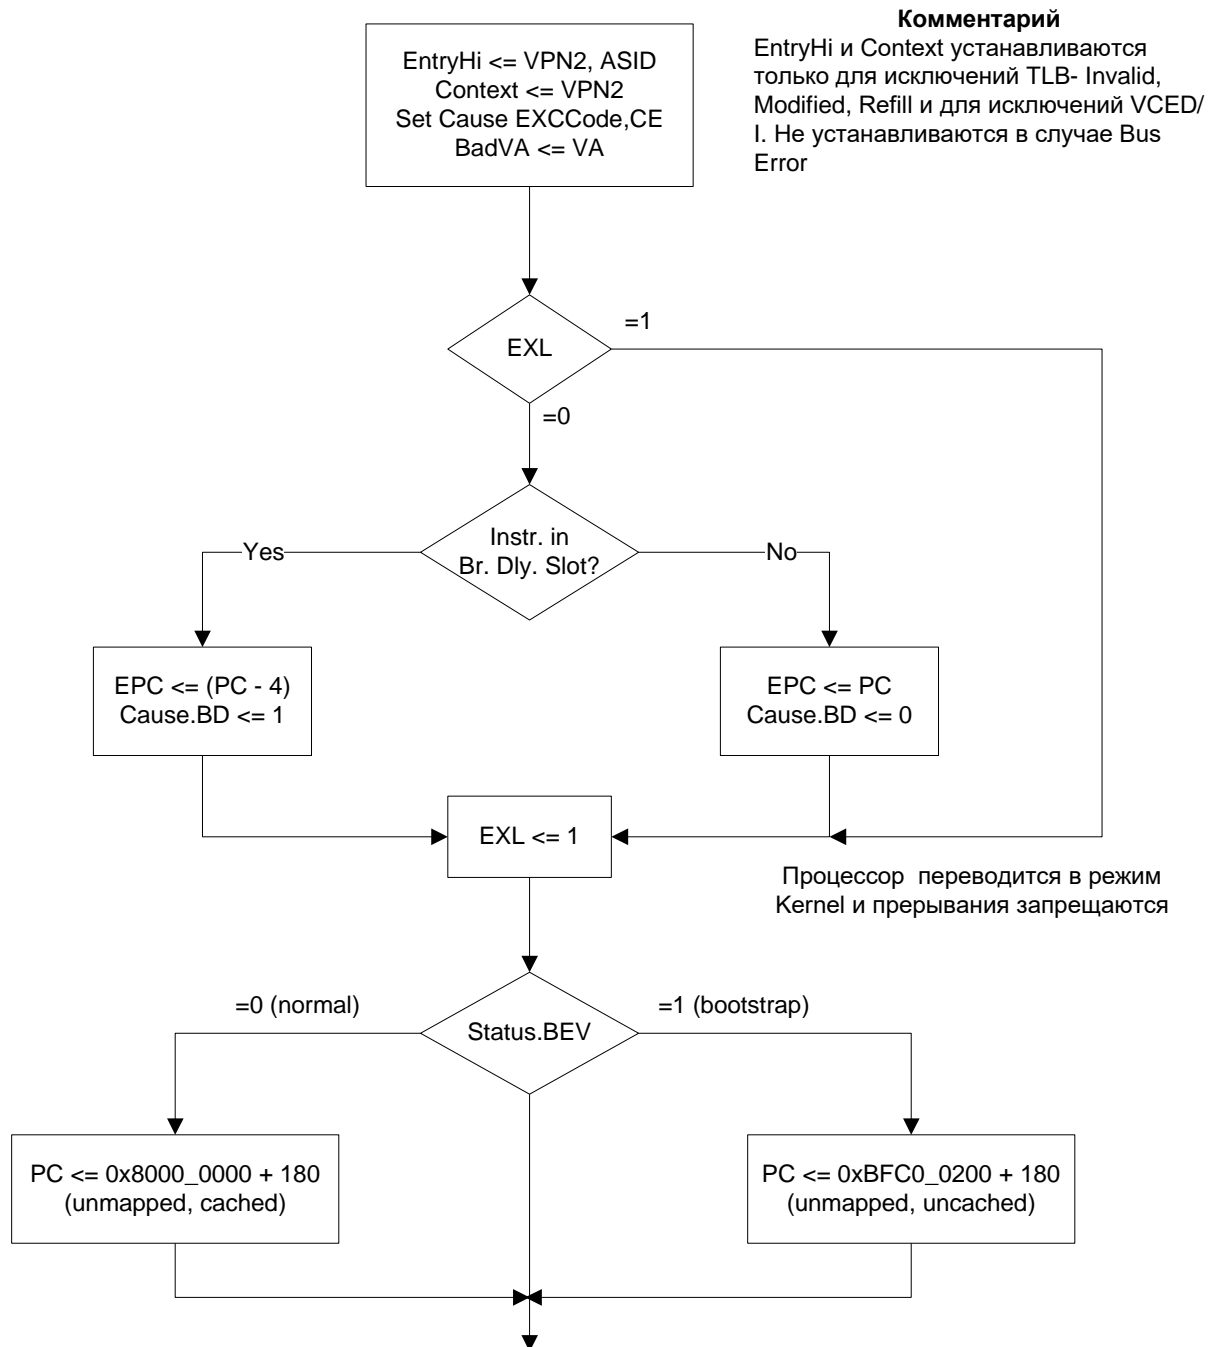 Комментарий
EntryHi и Context устанавливаются
только для исключений TLB- Invalid,
Modified, Refill и для исключений VCED/
I. Не устанавливаются в случае Bus
Error
EntryHi <= VPN2, ASID
Context <= VPN2
Set Cause EXCCode,CE
BadVA <= VA
=1
EXL
=0
Instr. in
Br. Dly. Slot?
Yes
No
EPC <= (PC - 4)
Cause.BD <= 1
EPC <= PC
Cause.BD <= 0
EXL <= 1
Процессор переводится в режим
Kernel и прерывания запрещаются
=0 (normal)
=1 (bootstrap)
Status.BEV
PC <= 0x8000_0000 + 180
(unmapped, cached)
PC <= 0xBFC0_0200 + 180
(unmapped, uncached)